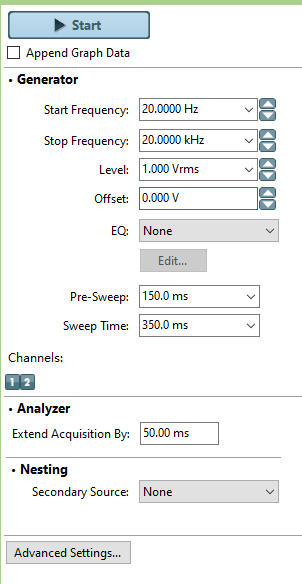 Start
Append Graph Data
• Generator
Start Frequency: 20.0000 Hz
Stop Frequency: 20.0000 kHz
Level: 1.000 Vrms
Offset: 0.000 V
EQ: None
Edit...
Pre-Sweep: 150.0 ms
Sweep Time: 350.0 ms
Channels:
1 2
• Analyzer
Extend Acquisition By: 50.00 ms
• Nesting
Secondary Source: None
Advanced Settings...